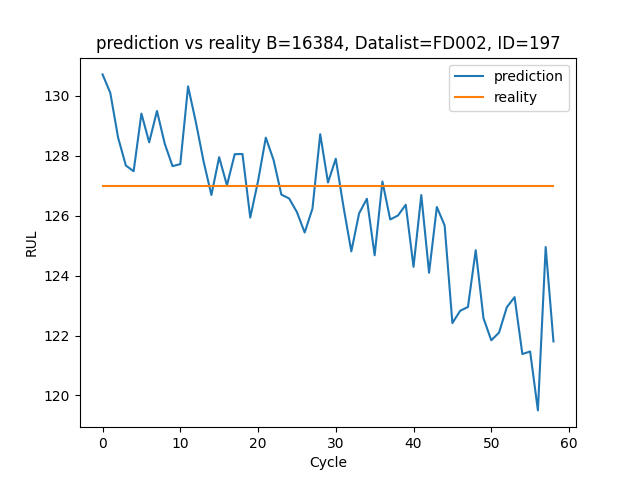 prediction vs reality B=16384, Datalist=FD002, ID=197
prediction
reality
RUL
130
128
126
124
122
120
0 10 20 30 40 50 60
Cycle